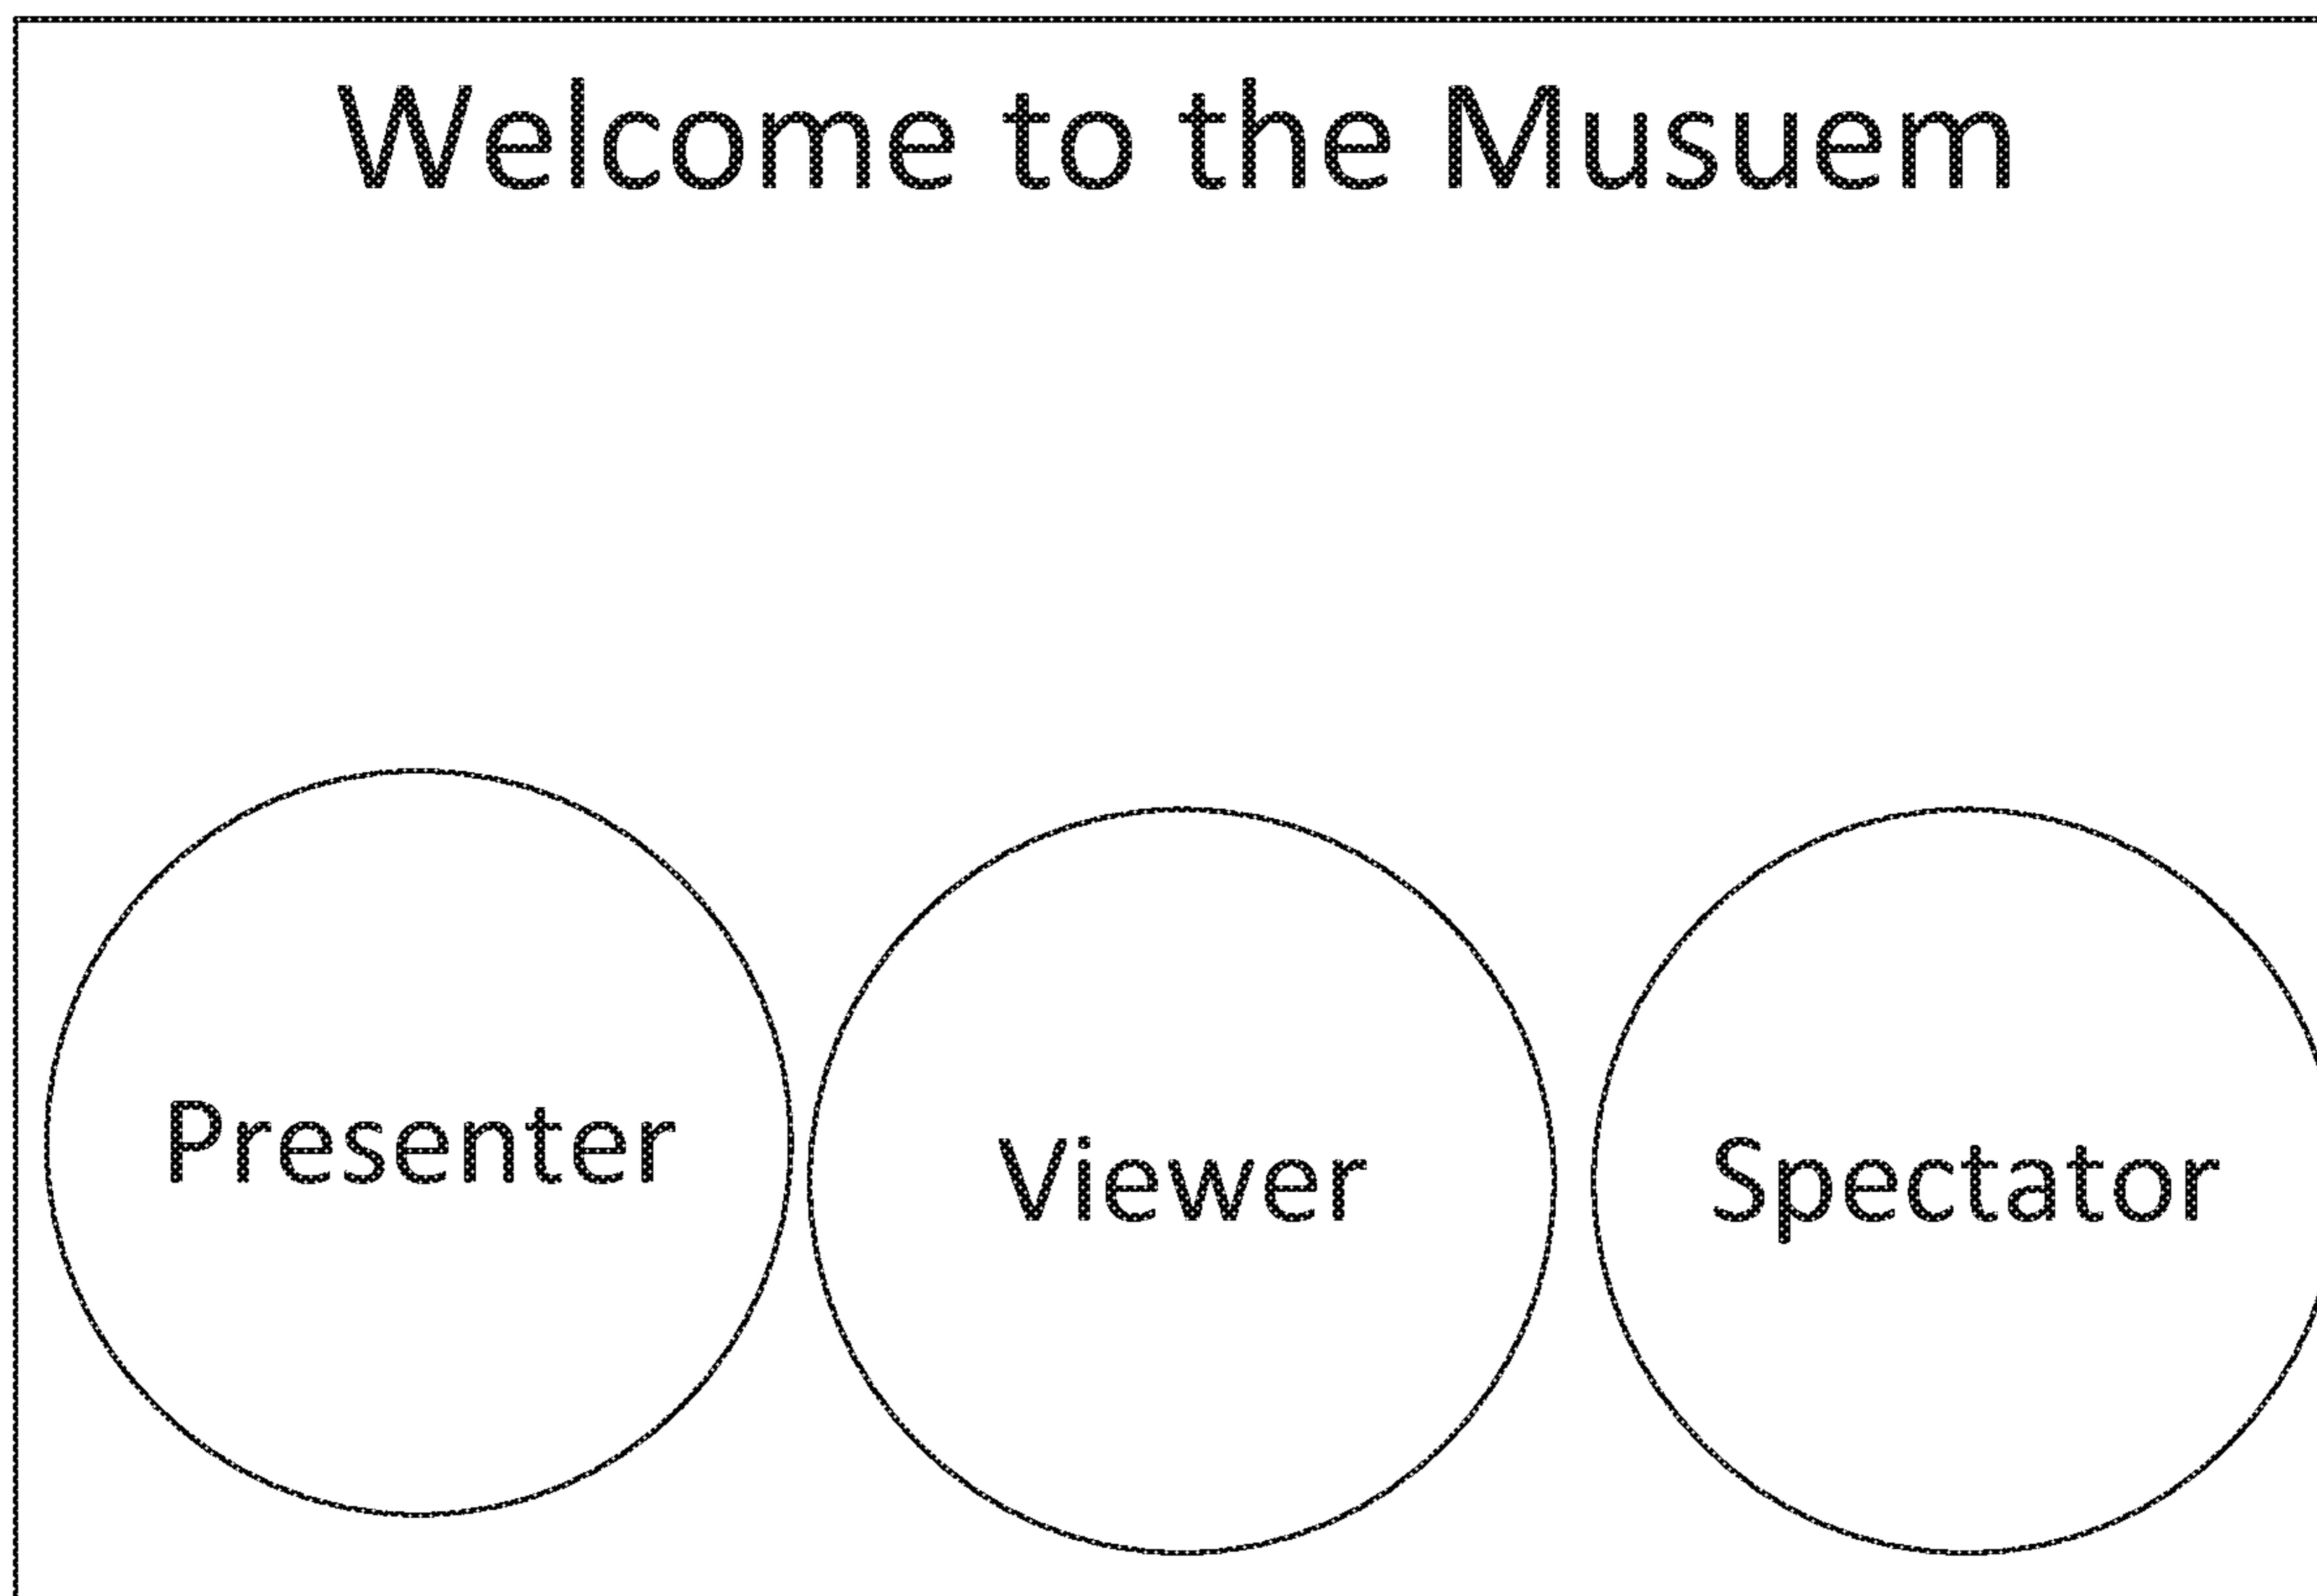 Welcome to the Musuem
Presenter
Viewer
Spectator